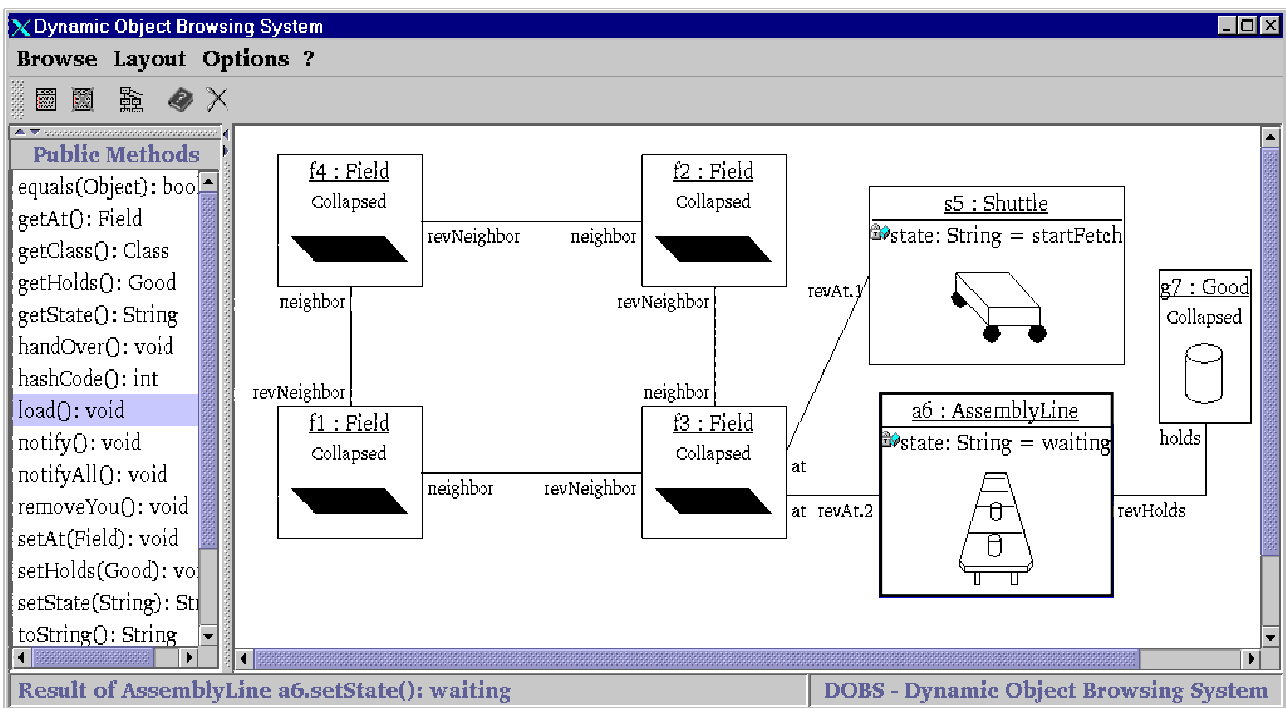 Dynamic Object Browsing System
Browse Layout Options ?
Public Methods
equals(Object): boo
getAt(): Field
getClass(): Class
getHolds(): Good
getState(): String
handOver(): void
hashCode(): int
load(): void
notify(): void
notifyAll(): void
removeYou(): void
setAt(Field): void
setHolds(Good): voi
setState(String): Str
toString(): String
f4 : Field
Collapsed
revNeighbor
neighbor
f2 : Field
Collapsed
neighbor
revNeighbor
s5 : Shuttle
state: String = startFetch
revAt.1
g7 : Good
Collapsed
holds
revNeighbor
f1 : Field
Collapsed
neighbor
revNeighbor
neighbor
f3 : Field
Collapsed
at
at revAt.2
a6 : AssemblyLine
state: String = waiting
revHolds
Result of AssemblyLine a6.setState(): waiting
DOBS - Dynamic Object Browsing System